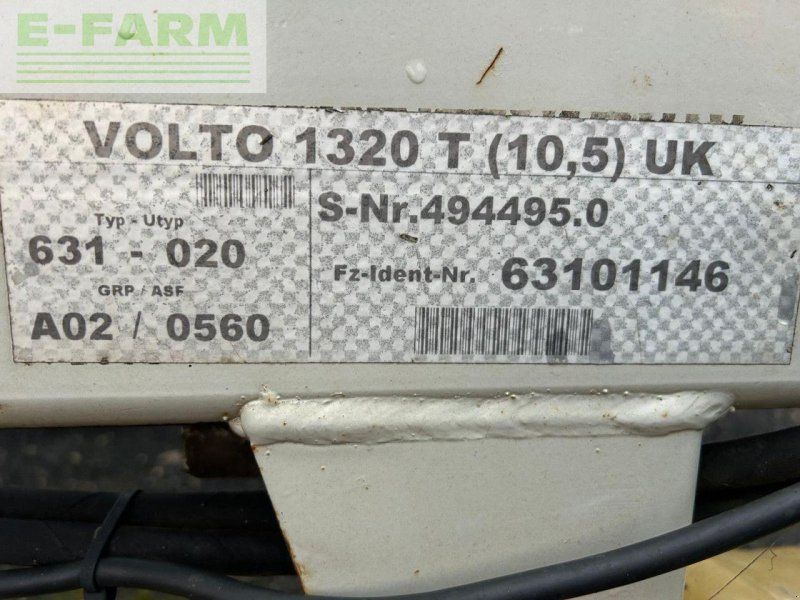 E-FARM
VOLTO 1320 T (10,5) UK
Typ - Utyp
631 - 020
GRP / ASF
A02 / 0560
S-Nr.494495.0
Fz-Ident-Nr. 63101146